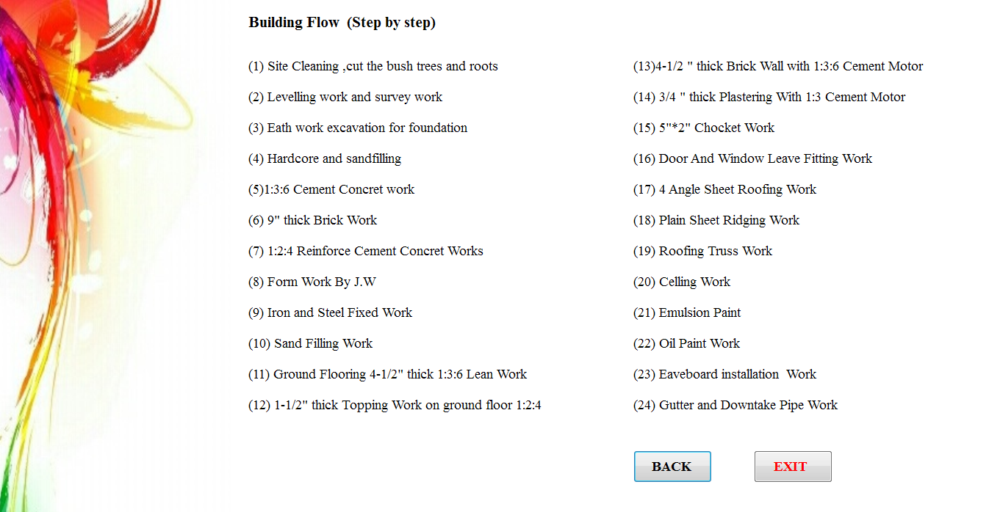 Building Flow  (Step by step)
(1) Site Cleaning ,cut the bush trees and roots
(2) Levelling work and survey work
(3) Eath work excavation for foundation
(4) Hardcore and sandfilling
(5)1:3:6 Cement Concret work
(6) 9" thick Brick Work
(7) 1:2:4 Reinforce Cement Concret Works
(8) Form Work By J.W
(9) Iron and Steel Fixed Work
(10) Sand Filling Work
(11) Ground Flooring 4-1/2" thick 1:3:6 Lean Work
(12) 1-1/2" thick Topping Work on ground floor 1:2:4
(13)4-1/2 " thick Brick Wall with 1:3:6 Cement Motor
(14) 3/4 " thick Plastering With 1:3 Cement Motor
(15) 5"*2" Chocket Work
(16) Door And Window Leave Fitting Work
(17) 4 Angle Sheet Roofing Work
(18) Plain Sheet Ridging Work
(19) Roofing Truss Work
(20) Celling Work
(21) Emulsion Paint
(22) Oil Paint Work
(23) Eaveboard installation  Work
(24) Gutter and Downtake Pipe Work
BACK
EXIT